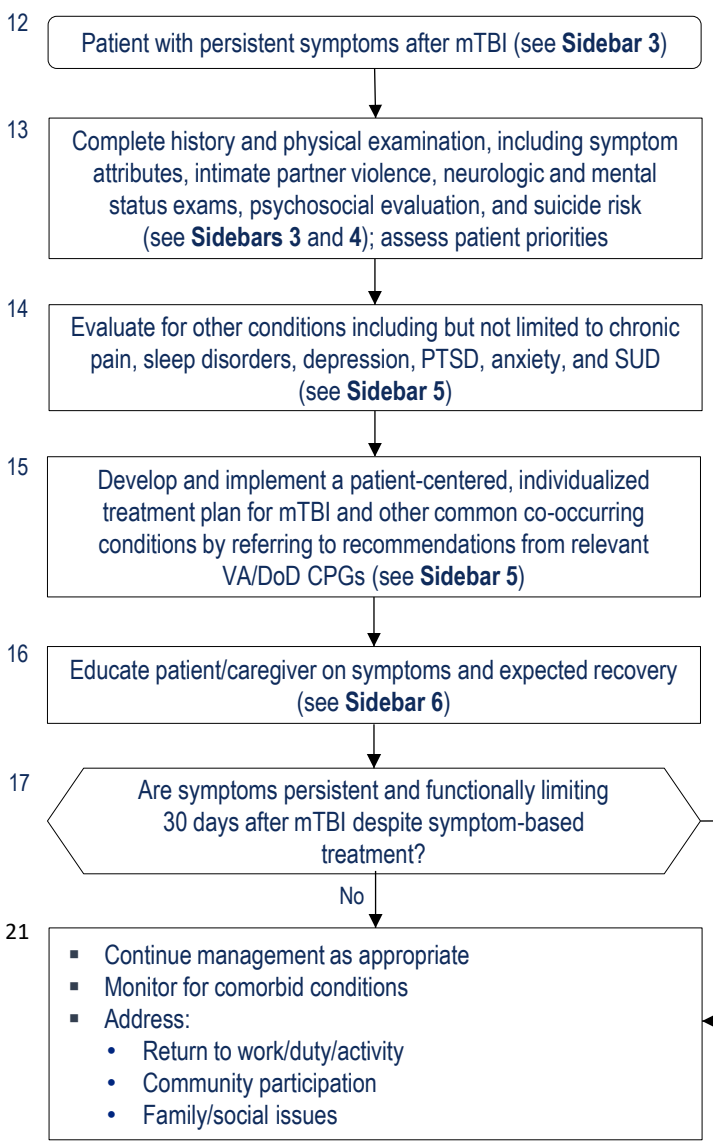 12
Patient with persistent symptoms after mTBI (see Sidebar 3)
13
Complete history and physical examination, including symptom
attributes, intimate partner violence, neurologic and mental
status exams, psychosocial evaluation, and suicide risk
(see Sidebars 3 and 4); assess patient priorities
14
Evaluate for other conditions including but not limited to chronic
pain, sleep disorders, depression, PTSD, anxiety, and SUD
(see Sidebar 5)
15
Develop and implement a patient-centered, individualized
treatment plan for mTBI and other common co-occurring
conditions by referring to recommendations from relevant
VA/DoD CPGs (see Sidebar 5)
16
Educate patient/caregiver on symptoms and expected recovery
(see Sidebar 6)
17
Are symptoms persistent and functionally limiting
30 days after mTBI despite symptom-based
treatment?
No
21
▪ Continue management as appropriate
▪ Monitor for comorbid conditions
▪ Address:
• Return to work/duty/activity
• Community participation
• Family/social issues